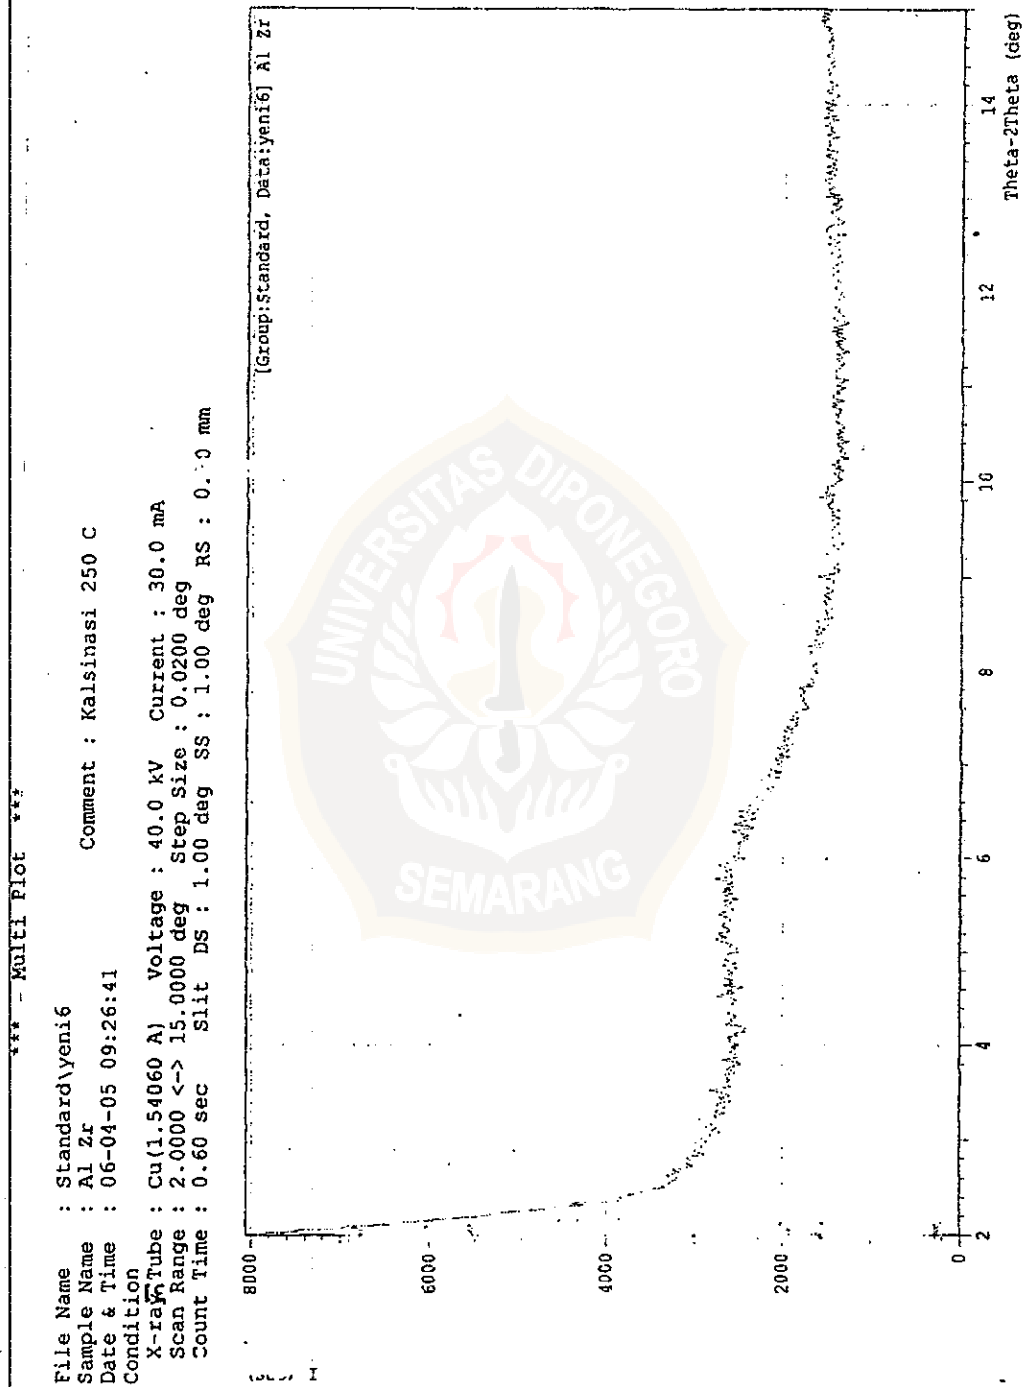 *** - Multi Plot ***
File Name : Standard\yeni6
Sample Name : Al Zr Comment : Kalsinasi 250 C
Date & Time : 06-04-05 09:26:41
Condition
X-ray Tube : Cu(1.54060 A) Voltage : 40.0 kV Current : 30.0 mA
Scan Range : 2.0000 <-> 15.0000 deg Step Size : 0.0200 deg
Count Time : 0.60 sec Slit DS : 1.00 deg SS : 1.00 deg RS : mm
[Group:Standard, Data:yeni6] Al Zr
8000
6000
4000
2000
0
I
2 4 6 8 10 12 14
Theta-2Theta (deg)
UNIVERSITAS DIPONEGORO
SEMARANG